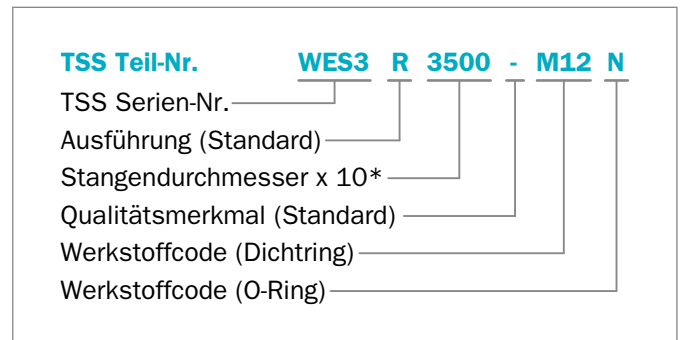 TSS Teil-Nr. WES3 R 3500 - M12 N
TSS Serien-Nr.
Ausführung (Standard)
Stangendurchmesser x 10*
Qualitätsmerkmal (Standard)
Werkstoffcode (Dichtring)
Werkstoffcode (O-Ring)